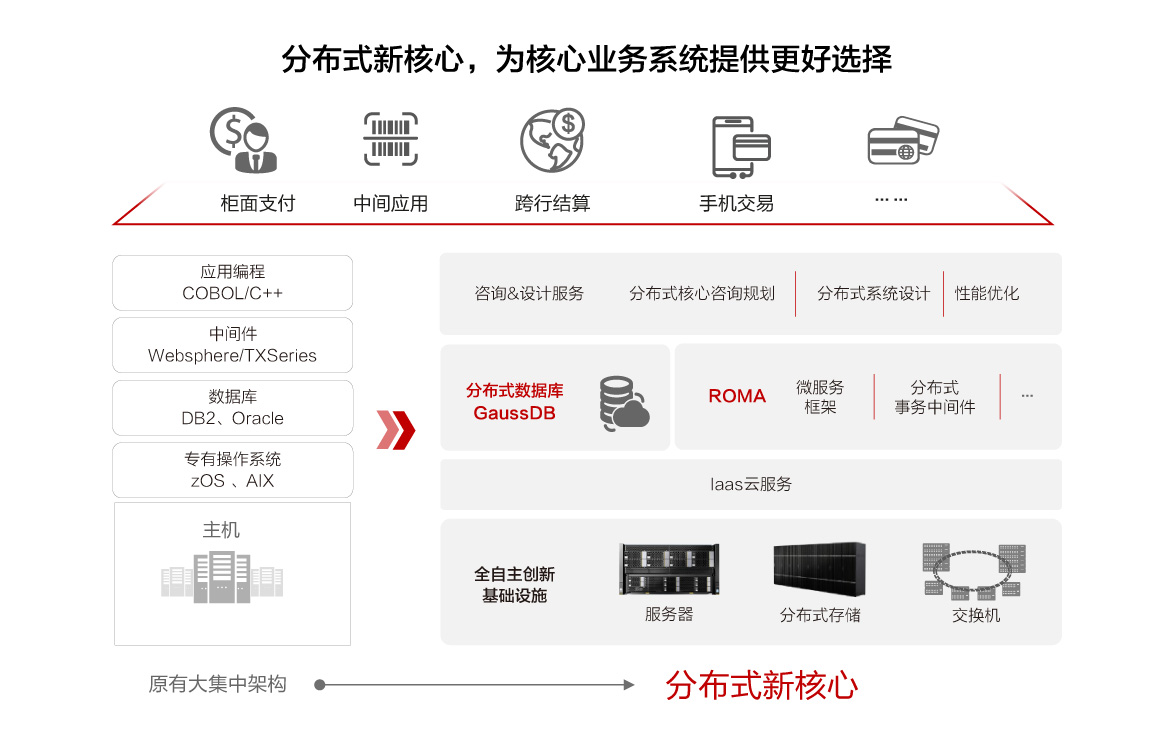 分布式新核心，为核心业务系统提供更好选择
柜面支付
中间应用
跨行结算
手机交易
… …
应用编程
COBOL/C++
中间件
Websphere/TXSeries
数据库
DB2、Oracle
专有操作系统
zOS 、AIX
主机
咨询&设计服务
分布式核心咨询规划
分布式系统设计
性能优化
分布式数据库
GaussDB
ROMA
微服务
框架
分布式
事务中间件
…
Iaas云服务
全自主创新
基础设施
服务器
分布式存储
交换机
原有大集中架构
分布式新核心